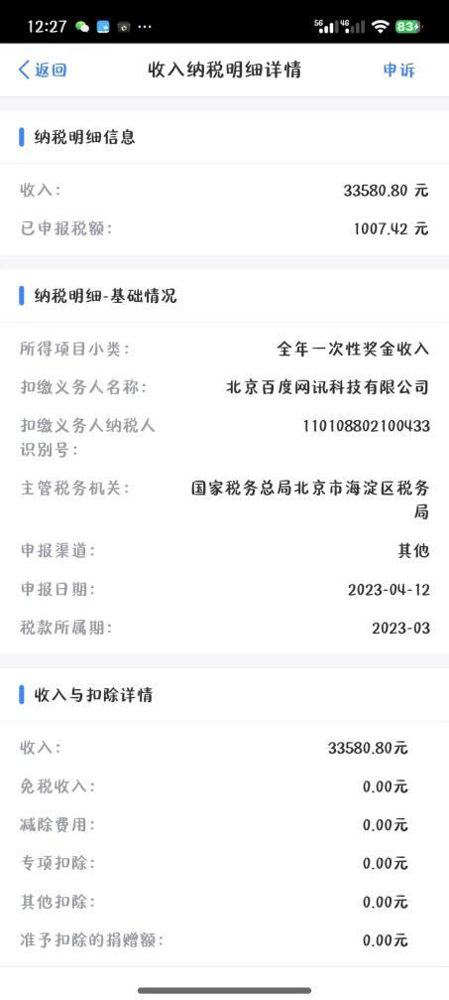 12:27 ··· 5G 4G 83
返回 收入纳税明细详情 申诉
纳税明细信息
收入： 33580.80 元
已申报税额： 1007.42 元
纳税明细-基础情况
所得项目小类： 全年一次性奖金收入
扣缴义务人名称： 北京百度网讯科技有限公司
扣缴义务人纳税人 110108802100433
识别号：
主管税务机关： 国家税务总局北京市海淀区税务
局
申报渠道： 其他
申报日期： 2023-04-12
税款所属期： 2023-03
收入与扣除详情
收入： 33580.80元
免税收入： 0.00元
减除费用： 0.00元
专项扣除： 0.00元
其他扣除： 0.00元
准予扣除的捐赠额： 0.00元